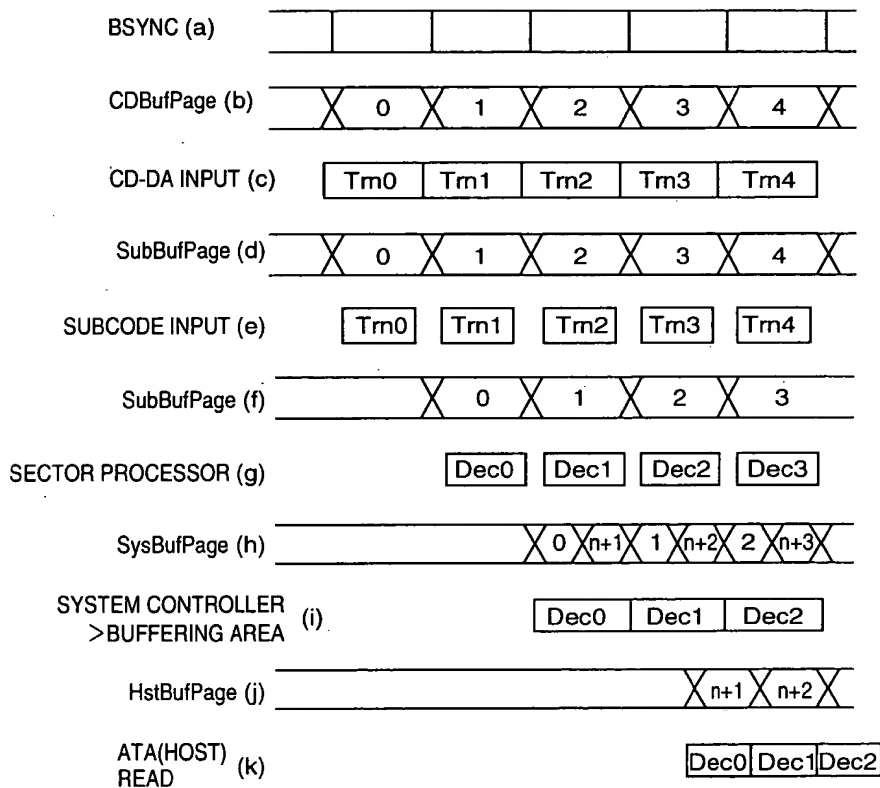 BSYNC (a)
CDBufPage (b) 0 1 2 3 4
CD-DA INPUT (c) Trn0 Trn1 Trn2 Trn3 Trn4
SubBufPage (d) 0 1 2 3 4
SUBCODE INPUT (e) Trn0 Trn1 Trn2 Trn3 Trn4
SubBufPage (f) 0 1 2 3
SECTOR PROCESSOR (g) Dec0 Dec1 Dec2 Dec3
SysBufPage (h) 0 n+1 1 n+2 2 n+3
SYSTEM CONTROLLER
>BUFFERING AREA (i) Dec0 Dec1 Dec2
HstBufPage (j) n+1 n+2
ATA(HOST)
READ (k) Dec0 Dec1 Dec2